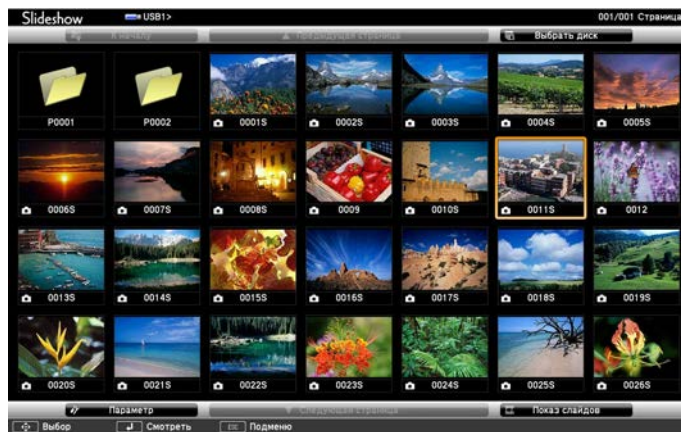 Slideshow USB1> 001/001 Страница
К началу Предыдущая страница Выбрать диск
P0001 P0002 0001S 0002S 0003S 0004S 0005S
0006S 0007S 0008S 0009 0010S 0011S 0012
0013S 0014S 0015S 0016S 0017S 0018S 0019S
0020S 0021S 0022S 0023S 0024S 0025S 0026S
Параметр Следующая страница Показ слайдов
Выбор Смотреть Esc Подменю